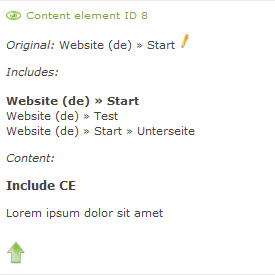 Content element ID 8
Original: Website (de) » Start
Includes:
Website (de) » Start
Website (de) » Test
Website (de) » Start » Unterseite
Content:
Include CE
Lorem ipsum dolor sit amet